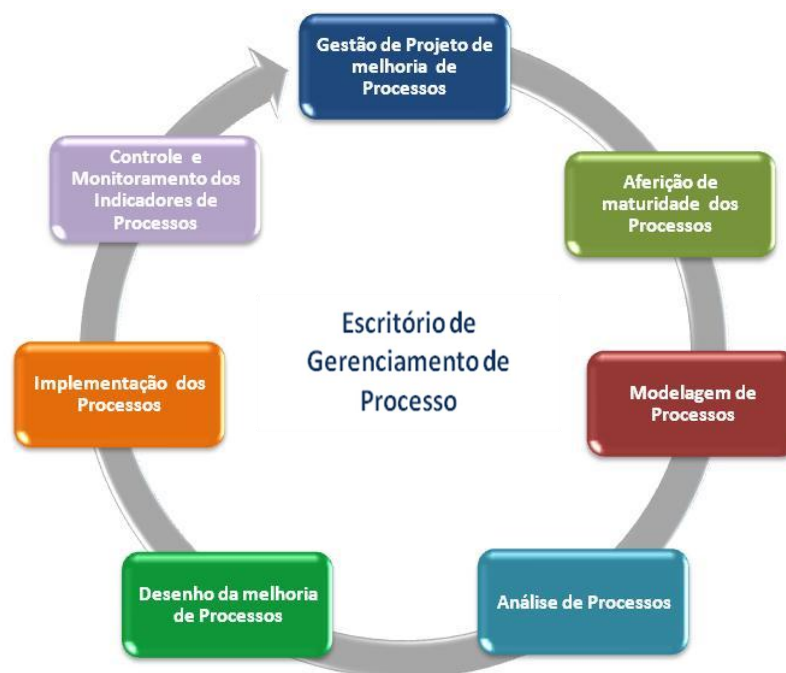 Gestão de Projeto de
melhoria de
Processos
Aferição de
maturidade dos
Processos
Modelagem de
Processos
Análise de Processos
Desenho da melhoria
de Processos
Implementação dos
Processos
Controle e
Monitoramento dos
Indicadores de
Processos
Escritório de
Gerenciamento de
Processo